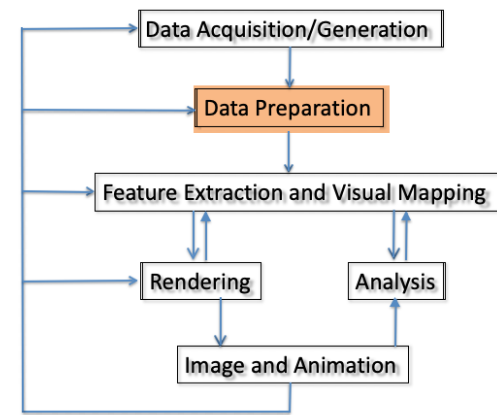 Data Acquisition/Generation
Data Preparation
Feature Extraction and Visual Mapping
Rendering
Analysis
Image and Animation